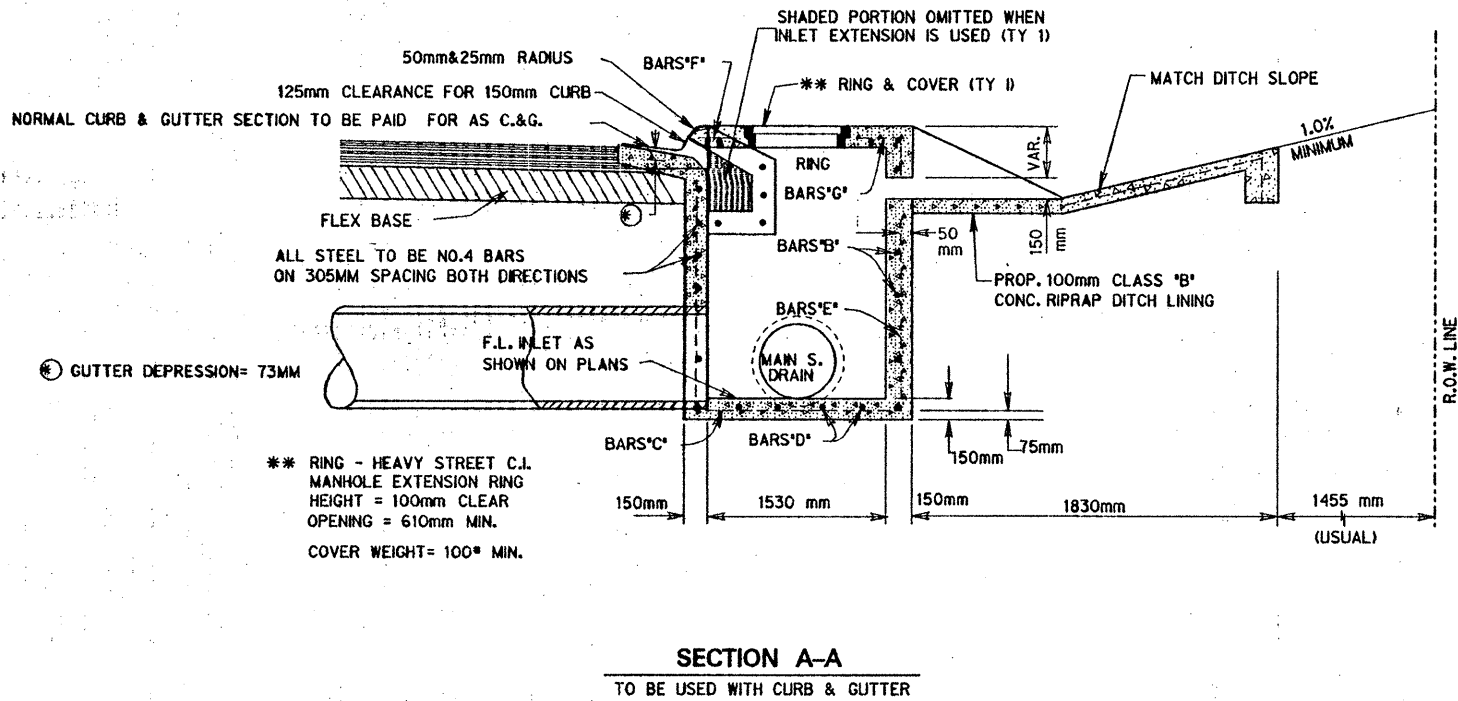 SHADED PORTION OMITTED WHEN
INLET EXTENSION IS USED (TY 1)
50mm&25mm RADIUS
BARS"F"
125mm CLEARANCE FOR 150mm CURB
** RING & COVER (TY I)
MATCH DITCH SLOPE
NORMAL CURB & GUTTER SECTION TO BE PAID FOR AS C.&G.
1.0%
MINIMUM
VAR.
RING
BARS"G"
FLEX BASE
*
50
mm
150
mm
BARS"B"
ALL STEEL TO BE NO.4 BARS
ON 305MM SPACING BOTH DIRECTIONS
PROP. 100mm CLASS "B"
CONC. RIPRAP DITCH LINING
BARS"E"
F.L. INLET AS
SHOWN ON PLANS
MAIN S.
DRAIN
R.O.W. LINE
* GUTTER DEPRESSION= 73MM
BARS"C"
BARS"D"
150mm
75mm
** RING - HEAVY STREET C.I.
MANHOLE EXTENSION RING
HEIGHT = 100mm CLEAR
OPENING = 610mm MIN.
COVER WEIGHT= 100# MIN.
150mm
1530 mm
150mm
1830mm
1455 mm
(USUAL)
SECTION A-A
TO BE USED WITH CURB & GUTTER